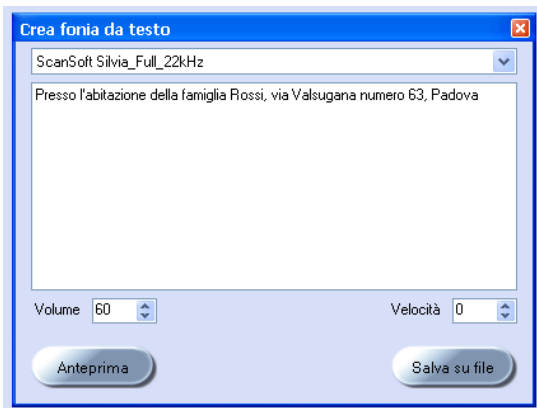 Crea fonia da testo
ScanSoft Silvia_Full_22kHz
Presso l'abitazione della famiglia Rossi, via Valsugana numero 63, Padova
Volume 60 Velocità 0
Anteprima Salva su file